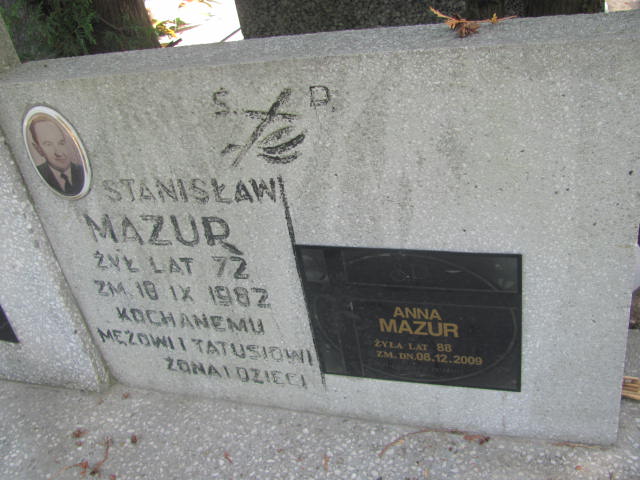 Ś. P.
STANISŁAW
MAZUR
ŻYŁ LAT 72
ZM. 18 IX 1982
KOCHANEMU
MĘŻOWI I TATUSIOWI
ŻONA I DZIECI
ANNA
MAZUR
ŻYŁA LAT 88
ZM. DN. 08.12.2009